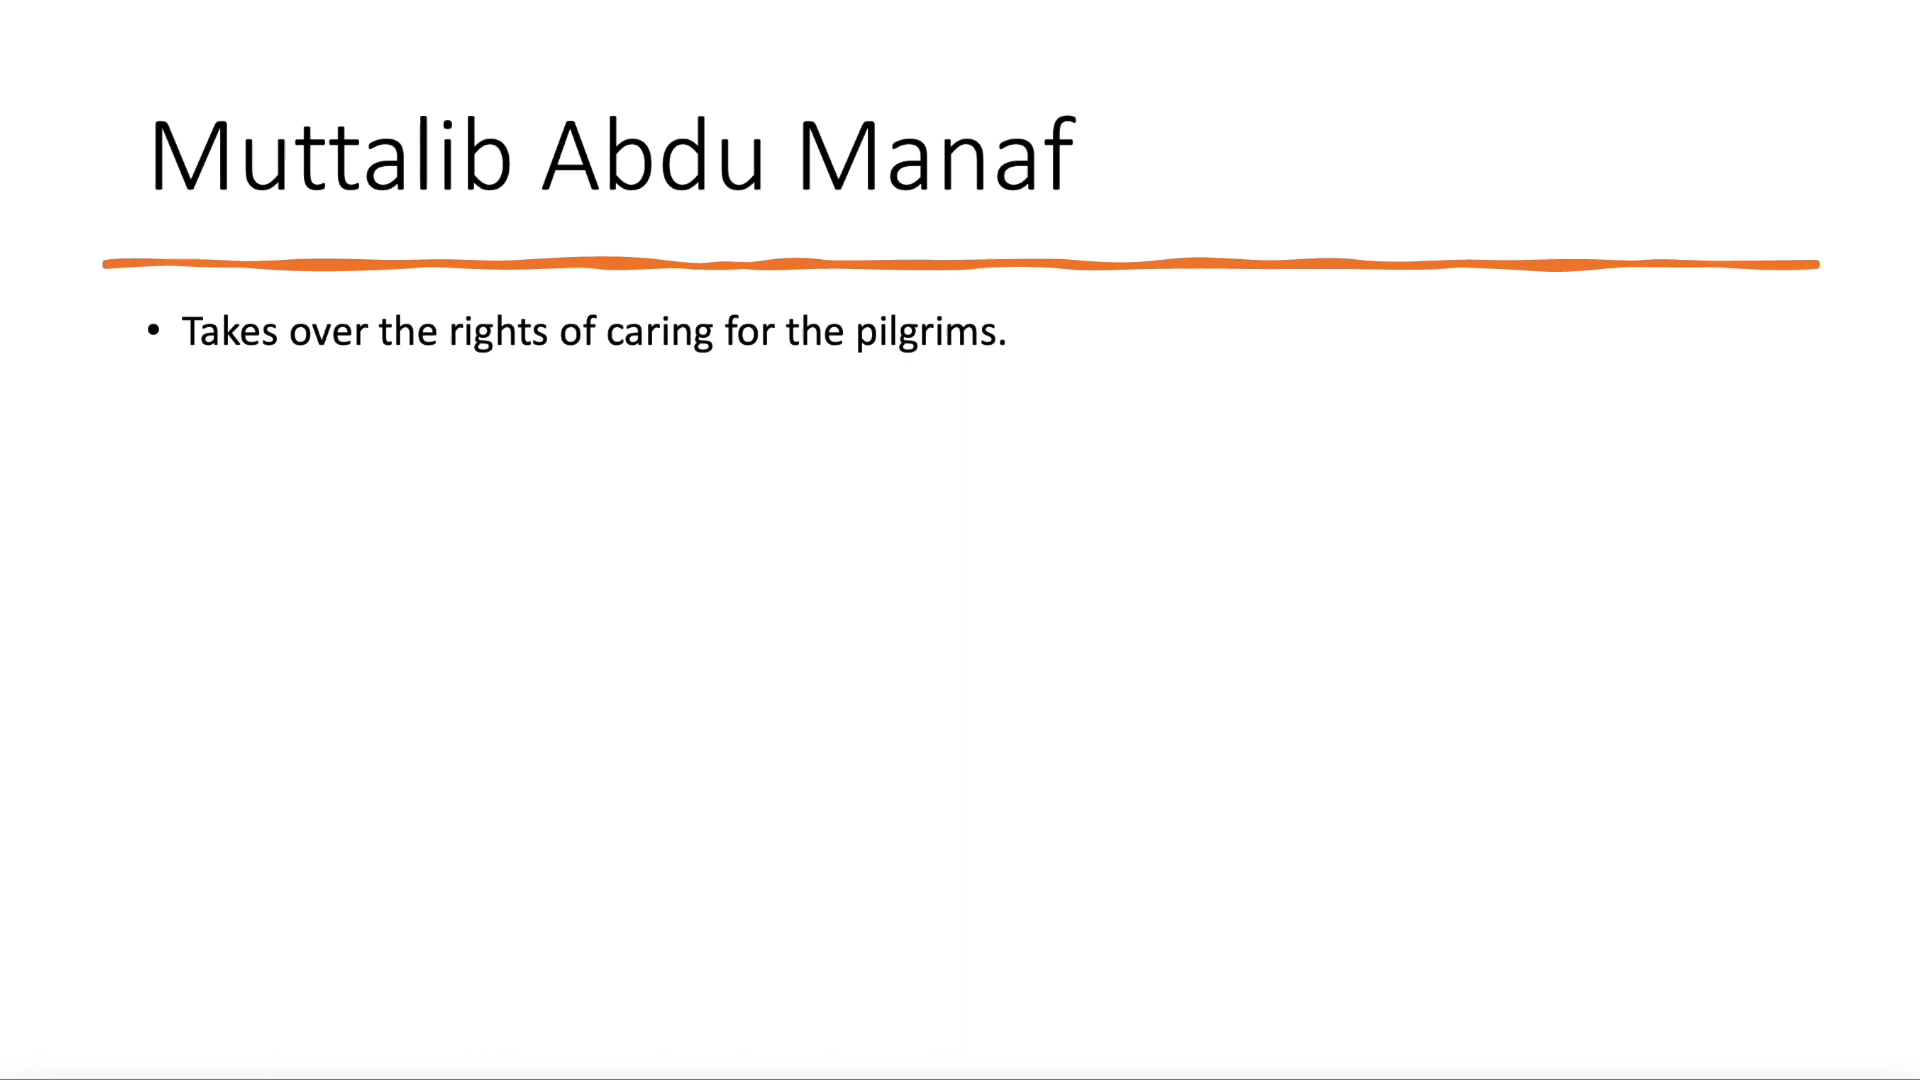 Muttalib Abdu Manaf
• Takes over the rights of caring for the pilgrims.